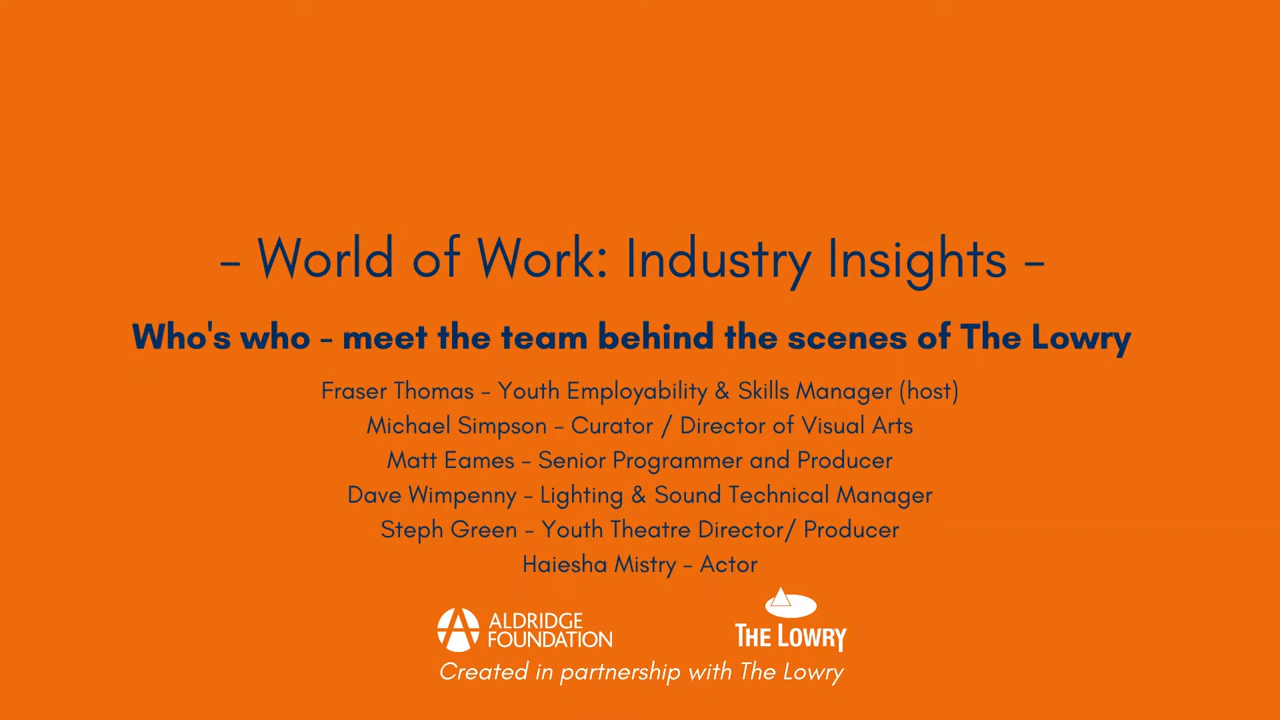 - World of Work: Industry Insights -
Who's who - meet the team behind the scenes of The Lowry
Fraser Thomas - Youth Employability & Skills Manager (host)
Michael Simpson - Curator / Director of Visual Arts
Matt Eames - Senior Programmer and Producer
Dave Wimpenny - Lighting & Sound Technical Manager
Steph Green - Youth Theatre Director/ Producer
Haiesha Mistry - Actor
ALDRIDGE
FOUNDATION
THE LOWRY
Created in partnership with The Lowry